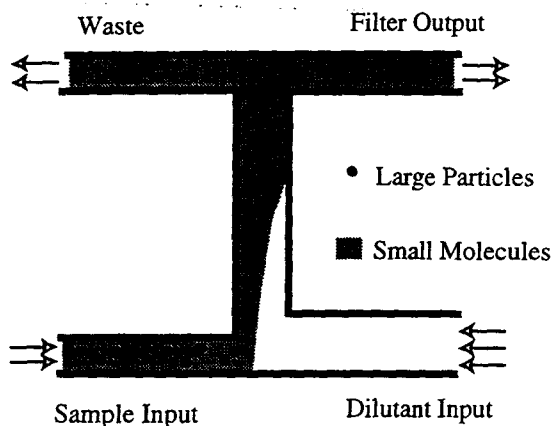 Waste
Filter Output
Large Particles
Small Molecules
Sample Input
Dilutant Input